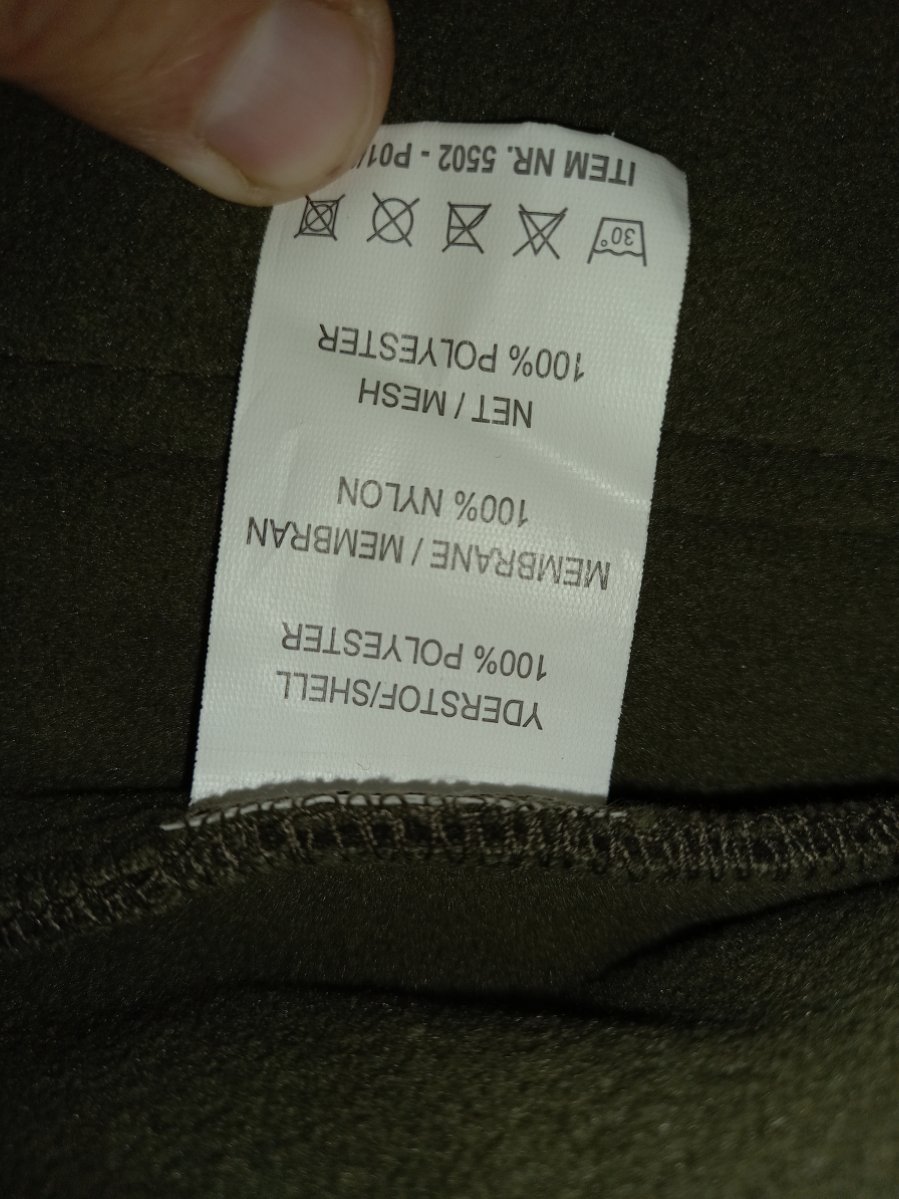 YDERSTOF/SHELL
100% POLYESTER
MEMBRANE / MEMBRAN
100% NYLON
NET / MESH
100% POLYESTER
30°
ITEM NR. 5502 -